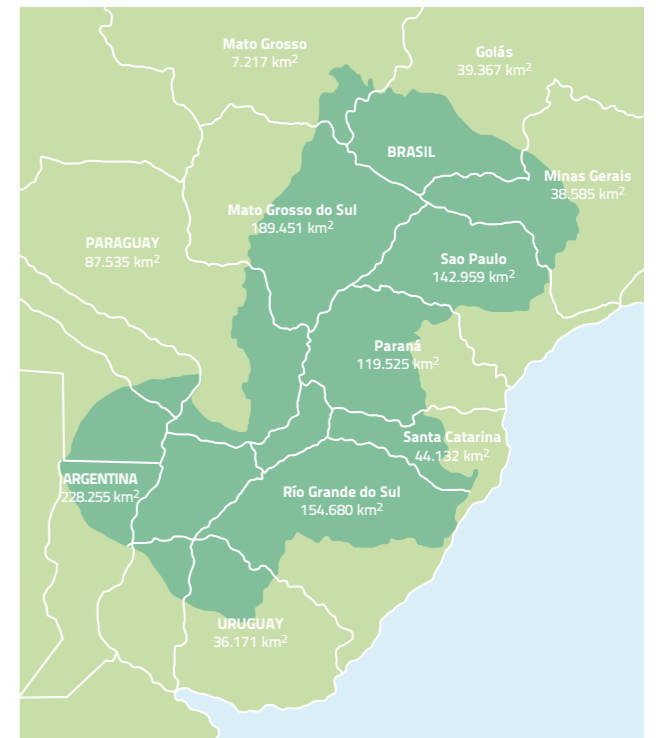 Mato Grosso
7.217 km²
Golás
39.367 km²
BRASIL
Minas Gerais
38.585 km²
Mato Grosso do Sul
189.451 km²
PARAGUAY
87.535 km²
Sao Paulo
142.959 km²
Paraná
119.525 km²
Santa Catarina
44.132 km²
ARGENTINA
228.255 km²
Río Grande do Sul
154.680 km²
URUGUAY
36.171 km²